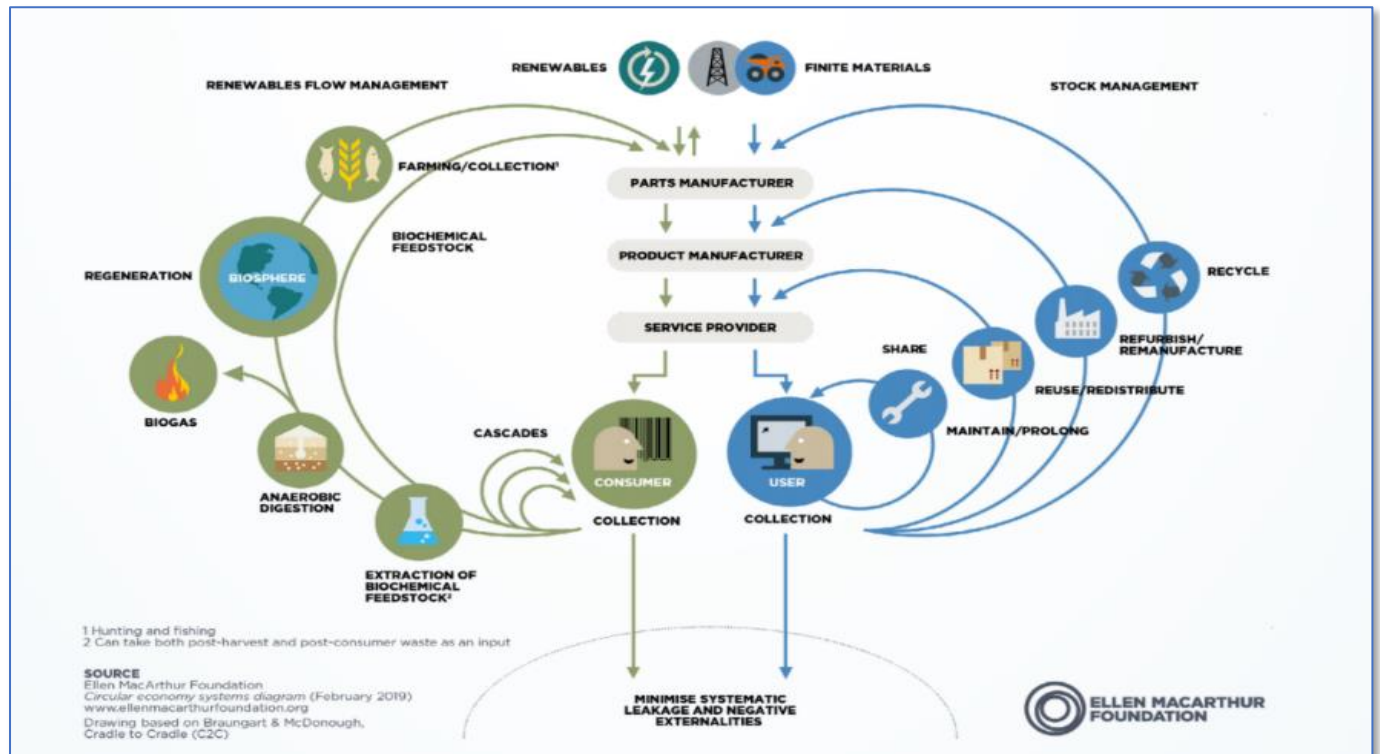 RENEWABLES
FINITE MATERIALS
RENEWABLES FLOW MANAGEMENT
STOCK MANAGEMENT
FARMING/COLLECTION¹
PARTS MANUFACTURER
BIOCHEMICAL
FEEDSTOCK
PRODUCT MANUFACTURER
REGENERATION
BIOSPHERE
RECYCLE
SERVICE PROVIDER
SHARE
REFURBISH/
REMANUFACTURE
REUSE/REDISTRIBUTE
BIOGAS
CASCADES
MAINTAIN/PROLONG
CONSUMER
USER
ANAEROBIC
DIGESTION
COLLECTION
COLLECTION
EXTRACTION OF
BIOCHEMICAL
FEEDSTOCK²
1 Hunting and fishing
2 Can take both post-harvest and post-consumer waste as an input
SOURCE
Ellen MacArthur Foundation
Circular economy systems diagram (February 2019)
www.ellenmacarthurfoundation.org
Drawing based on Braungart & McDonough,
Cradle to Cradle (C2C)
MINIMISE SYSTEMATIC
LEAKAGE AND NEGATIVE
EXTERNALITIES
ELLEN MACARTHUR
FOUNDATION